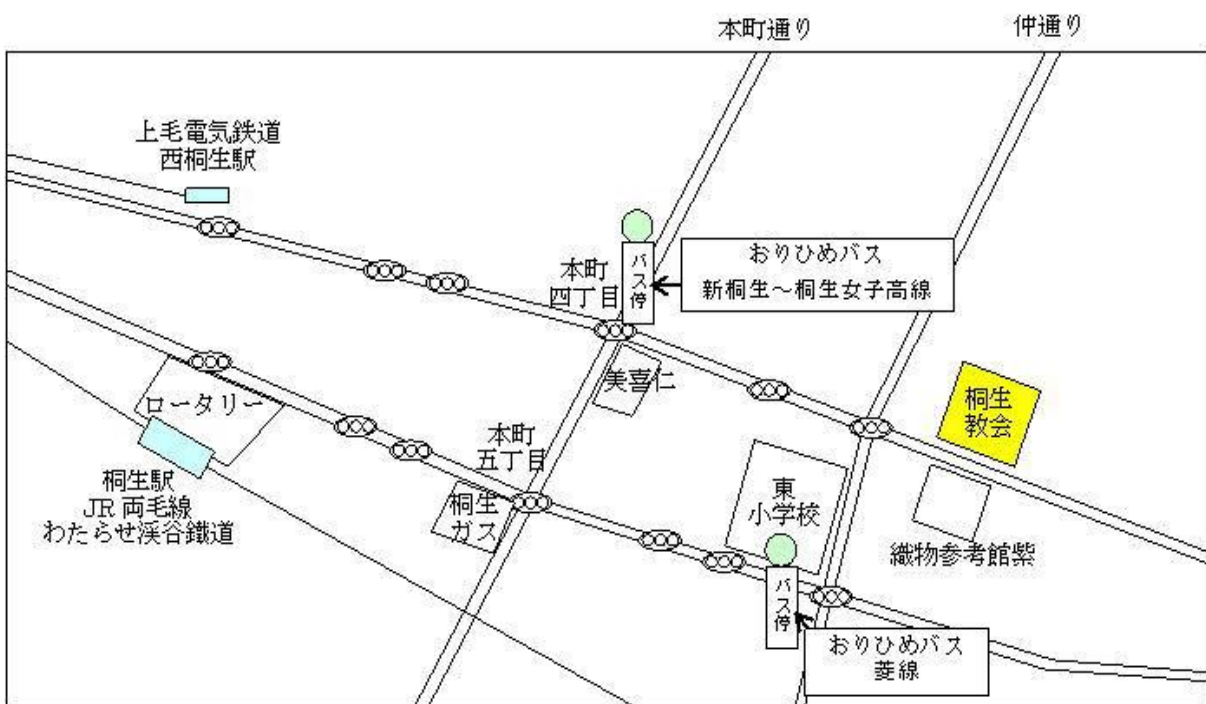 本町通り
仲通り
上毛電気鉄道
西桐生駅
本町
四丁目
バス停
おりひめバス
新桐生～桐生女子高線
美喜仁
桐生
教会
ロータリー
本町
五丁目
桐生駅
JR両毛線
わたらせ渓谷鐵道
桐生
ガス
東
小学校
織物参考館紫
バス停
おりひめバス
菱線